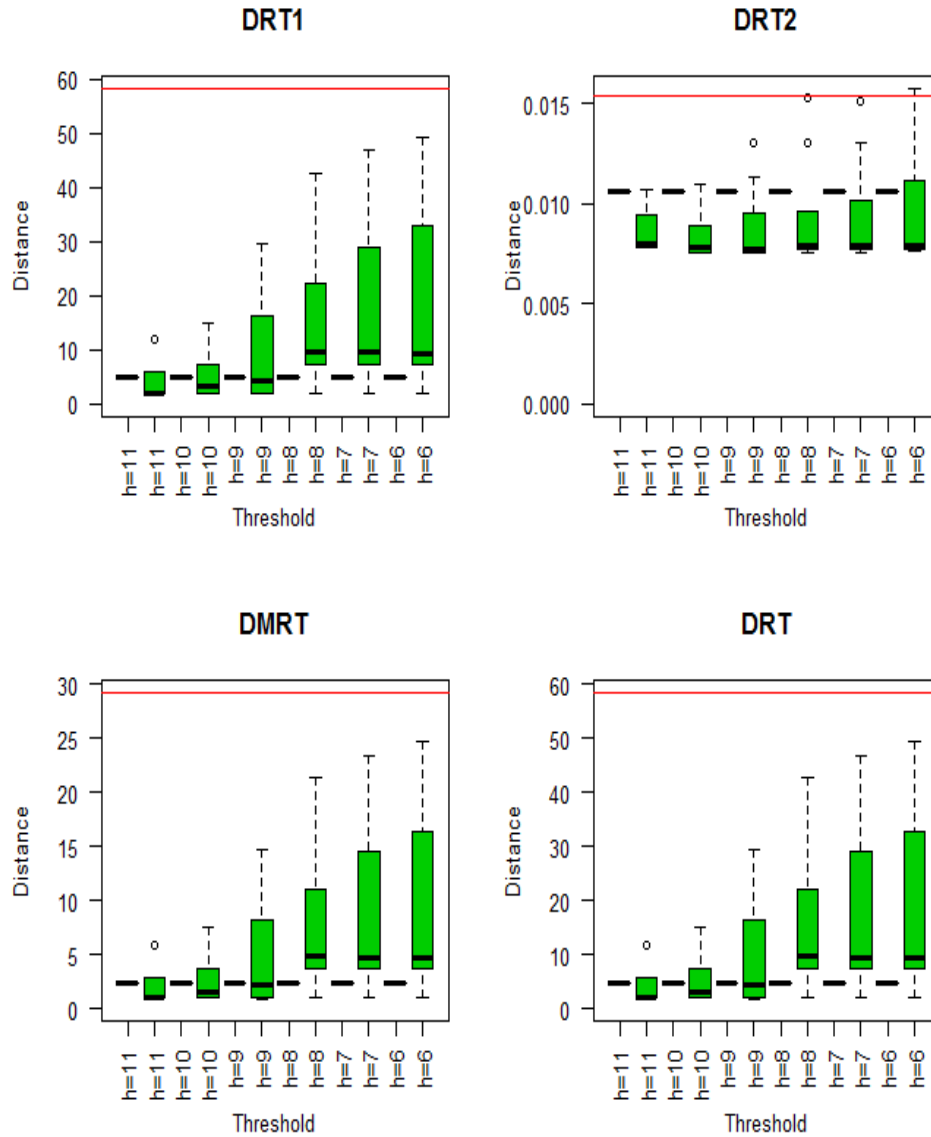 DRT1
DRT2
60
50
40
30
20
10
0
Distance
h=11
h=11
h=10
h=10
h=9
h=9
h=8
h=8
h=7
h=7
h=6
h=6
Threshold
0.015
0.010
0.005
0.000
Distance
h=11
h=11
h=10
h=10
h=9
h=9
h=8
h=8
h=7
h=7
h=6
h=6
Threshold
DMRT
DRT
30
25
20
15
10
5
0
Distance
h=11
h=11
h=10
h=10
h=9
h=9
h=8
h=8
h=7
h=7
h=6
h=6
Threshold
60
50
40
30
20
10
0
Distance
h=11
h=11
h=10
h=10
h=9
h=9
h=8
h=8
h=7
h=7
h=6
h=6
Threshold